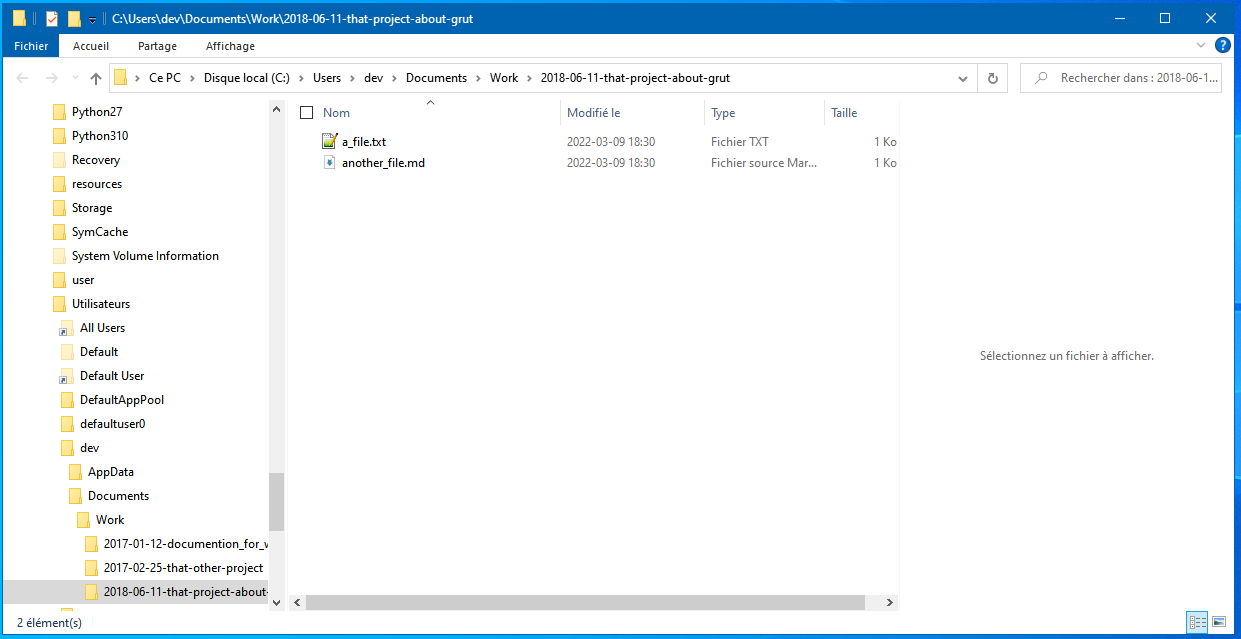 C:\Users\dev\Documents\Work\2018-06-11-that-project-about-grut
Fichier Accueil Partage Affichage
Ce PC Disque local (C:) Users dev Documents Work 2018-06-11-that-project-about-grut Rechercher dans : 2018-06-1...
Python27
Python310
Recovery
resources
Storage
SymCache
System Volume Information
user
Utilisateurs
All Users
Default
Default User
DefaultAppPool
defaultuser0
dev
AppData
Documents
Work
2017-01-12-documention_for_w
2017-02-25-that-other-project
2018-06-11-that-project-about-
Nom Modifié le Type Taille
a_file.txt 2022-03-09 18:30 Fichier TXT 1 Ko
another_file.md 2022-03-09 18:30 Fichier source Mar... 1 Ko
Sélectionnez un fichier à afficher.
2 élément(s)